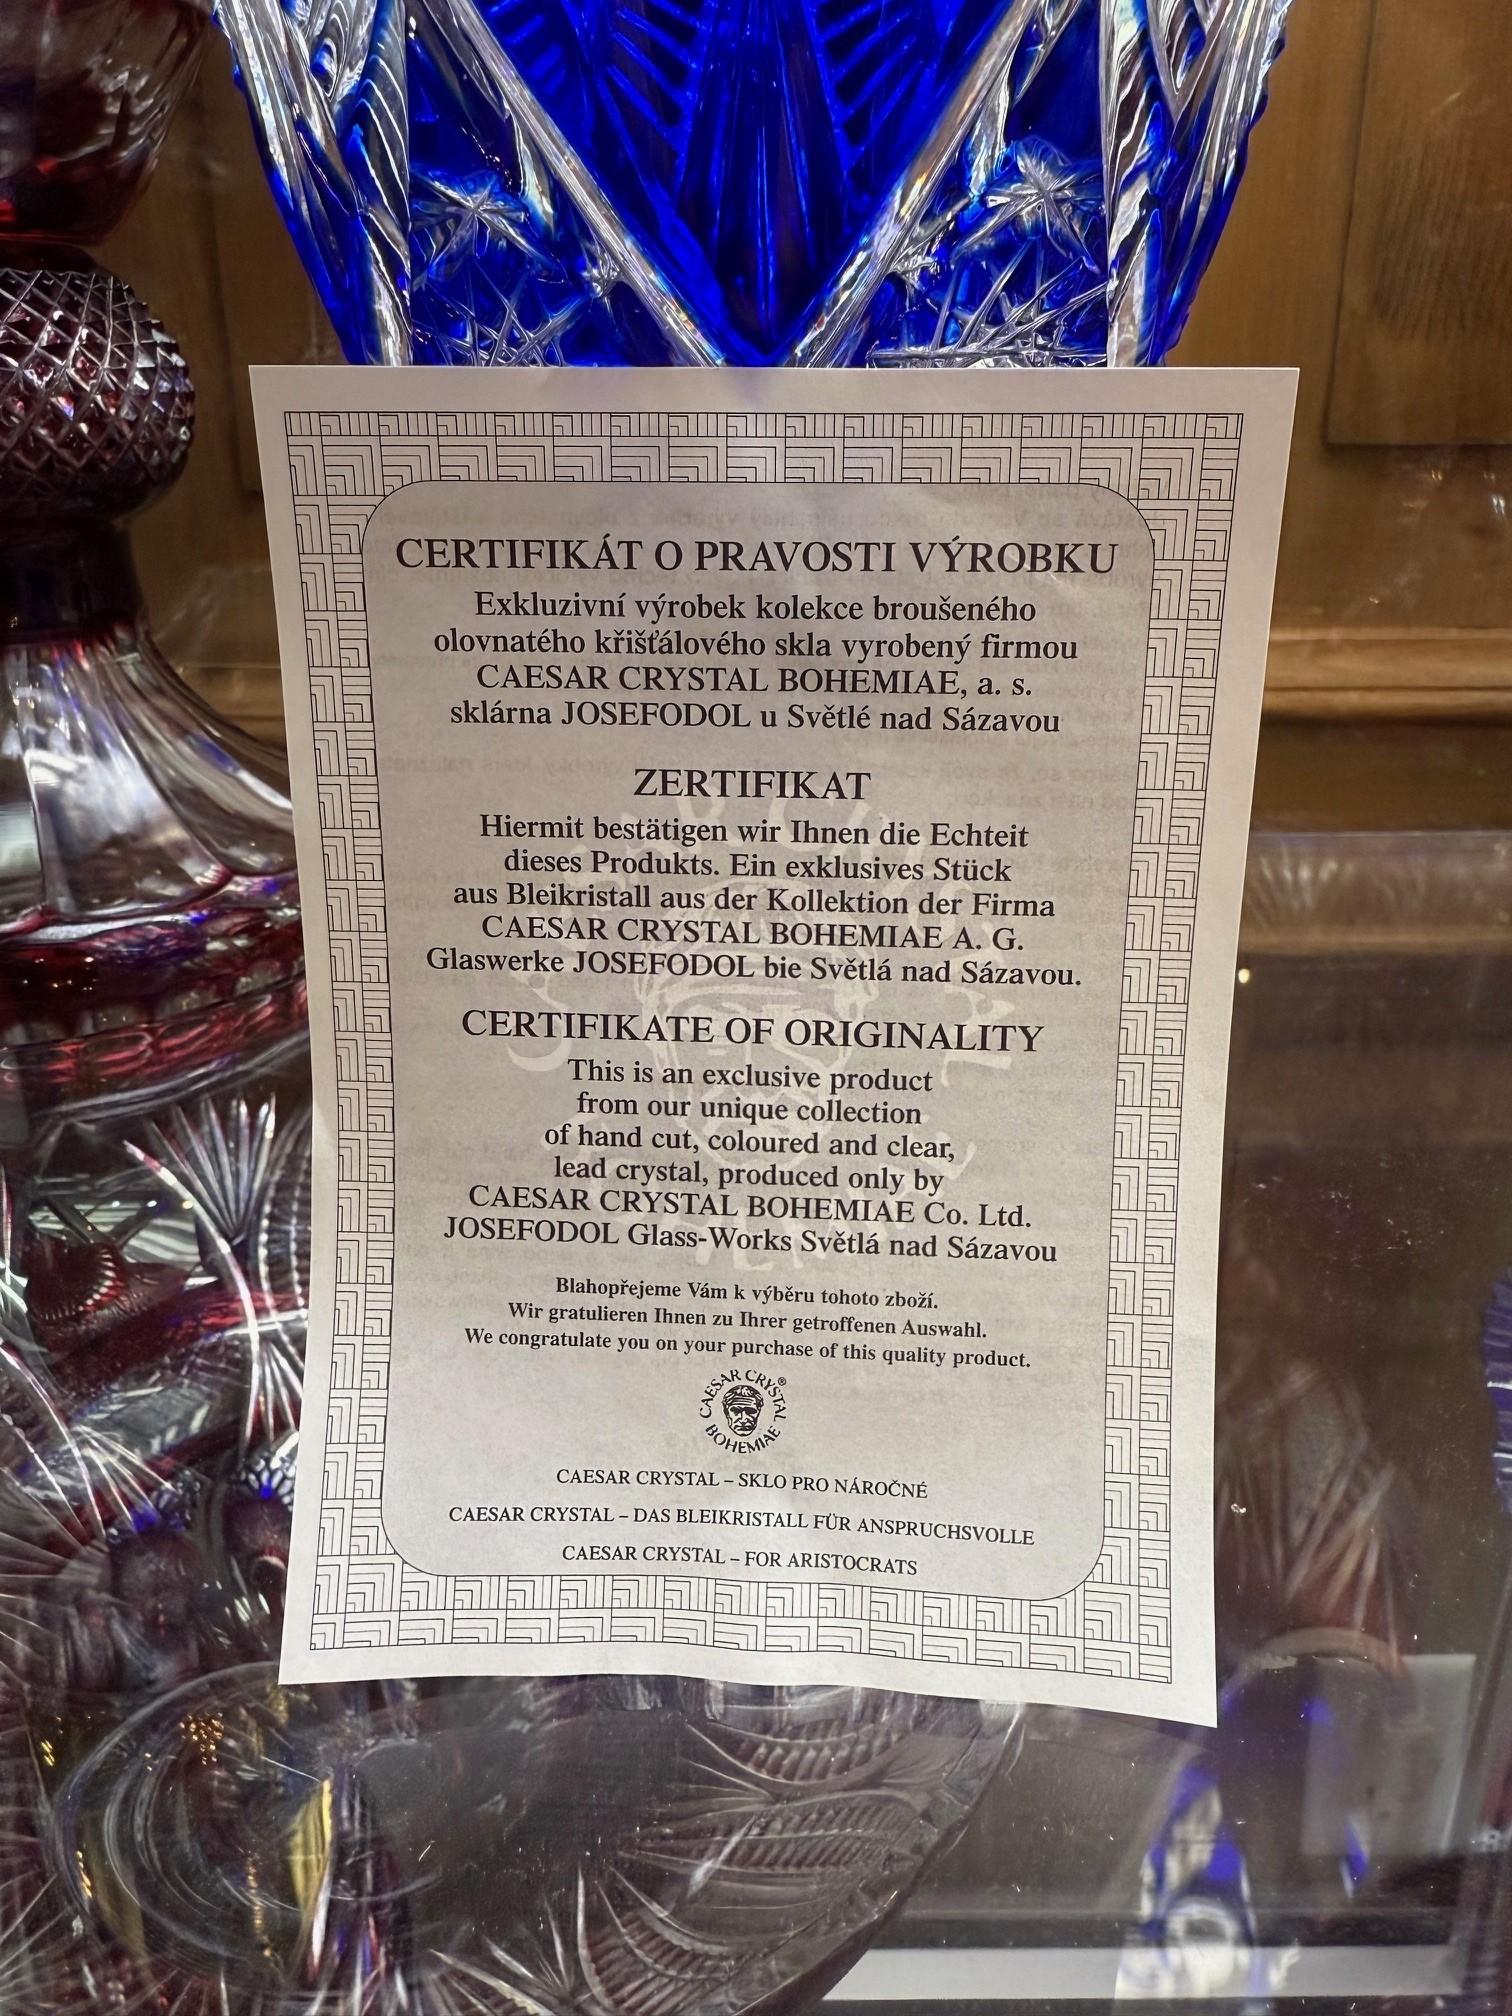 CERTIFIKÁT O PRAVOSTI VÝROBKU
Exkluzivní výrobek kolekce broušeného
olovnatého křišťálového skla vyrobený firmou
CAESAR CRYSTAL BOHEMIAE, a. s.
sklárna JOSEFODOL u Světlé nad Sázavou
ZERTIFIKAT
Hiermit bestätigen wir Ihnen die Echteit
dieses Produkts. Ein exklusives Stück
aus Bleikristall aus der Kollektion der Firma
CAESAR CRYSTAL BOHEMIAE A. G.
Glaswerke JOSEFODOL bie Světlá nad Sázavou.
CERTIFIKATE OF ORIGINALITY
This is an exclusive product
from our unique collection
of hand cut, coloured and clear,
lead crystal, produced only by
CAESAR CRYSTAL BOHEMIAE Co. Ltd.
JOSEFODOL Glass-Works Světlá nad Sázavou
Blahopřejeme Vám k výběru tohoto zboží.
Wir gratulieren Ihnen zu Ihrer getroffenen Auswahl.
We congratulate you on your purchase of this quality product.
CAESAR CRYSTAL®
BOHEMIAE
CAESAR CRYSTAL – SKLO PRO NÁROČNÉ
CAESAR CRYSTAL – DAS BLEIKRISTALL FÜR ANSPRUCHSVOLLE
CAESAR CRYSTAL – FOR ARISTOCRATS